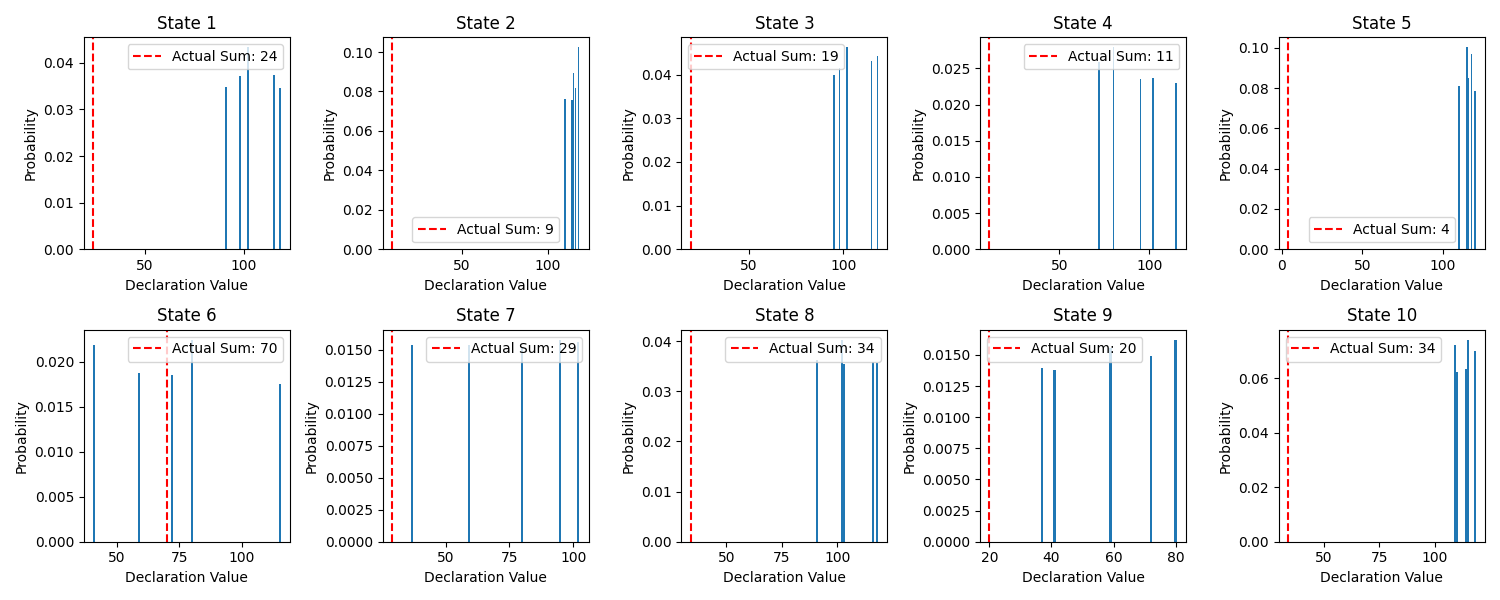 State 1
Actual Sum: 24
Probability
0.04
0.03
0.02
0.01
0.00
50
100
Declaration Value
State 2
Actual Sum: 9
Probability
0.10
0.08
0.06
0.04
0.02
0.00
50
100
Declaration Value
State 3
Actual Sum: 19
Probability
0.04
0.03
0.02
0.01
0.00
50
100
Declaration Value
State 4
Actual Sum: 11
Probability
0.025
0.020
0.015
0.010
0.005
0.000
50
100
Declaration Value
State 5
Actual Sum: 4
Probability
0.10
0.08
0.06
0.04
0.02
0.00
0
50
100
Declaration Value
State 6
Actual Sum: 70
Probability
0.020
0.015
0.010
0.005
0.000
50
75
100
Declaration Value
State 7
Actual Sum: 29
Probability
0.0150
0.0125
0.0100
0.0075
0.0050
0.0025
0.0000
50
75
100
Declaration Value
State 8
Actual Sum: 34
Probability
0.04
0.03
0.02
0.01
0.00
50
75
100
Declaration Value
State 9
Actual Sum: 20
Probability
0.0150
0.0125
0.0100
0.0075
0.0050
0.0025
0.0000
20
40
60
80
Declaration Value
State 10
Actual Sum: 34
Probability
0.06
0.04
0.02
0.00
50
75
100
Declaration Value